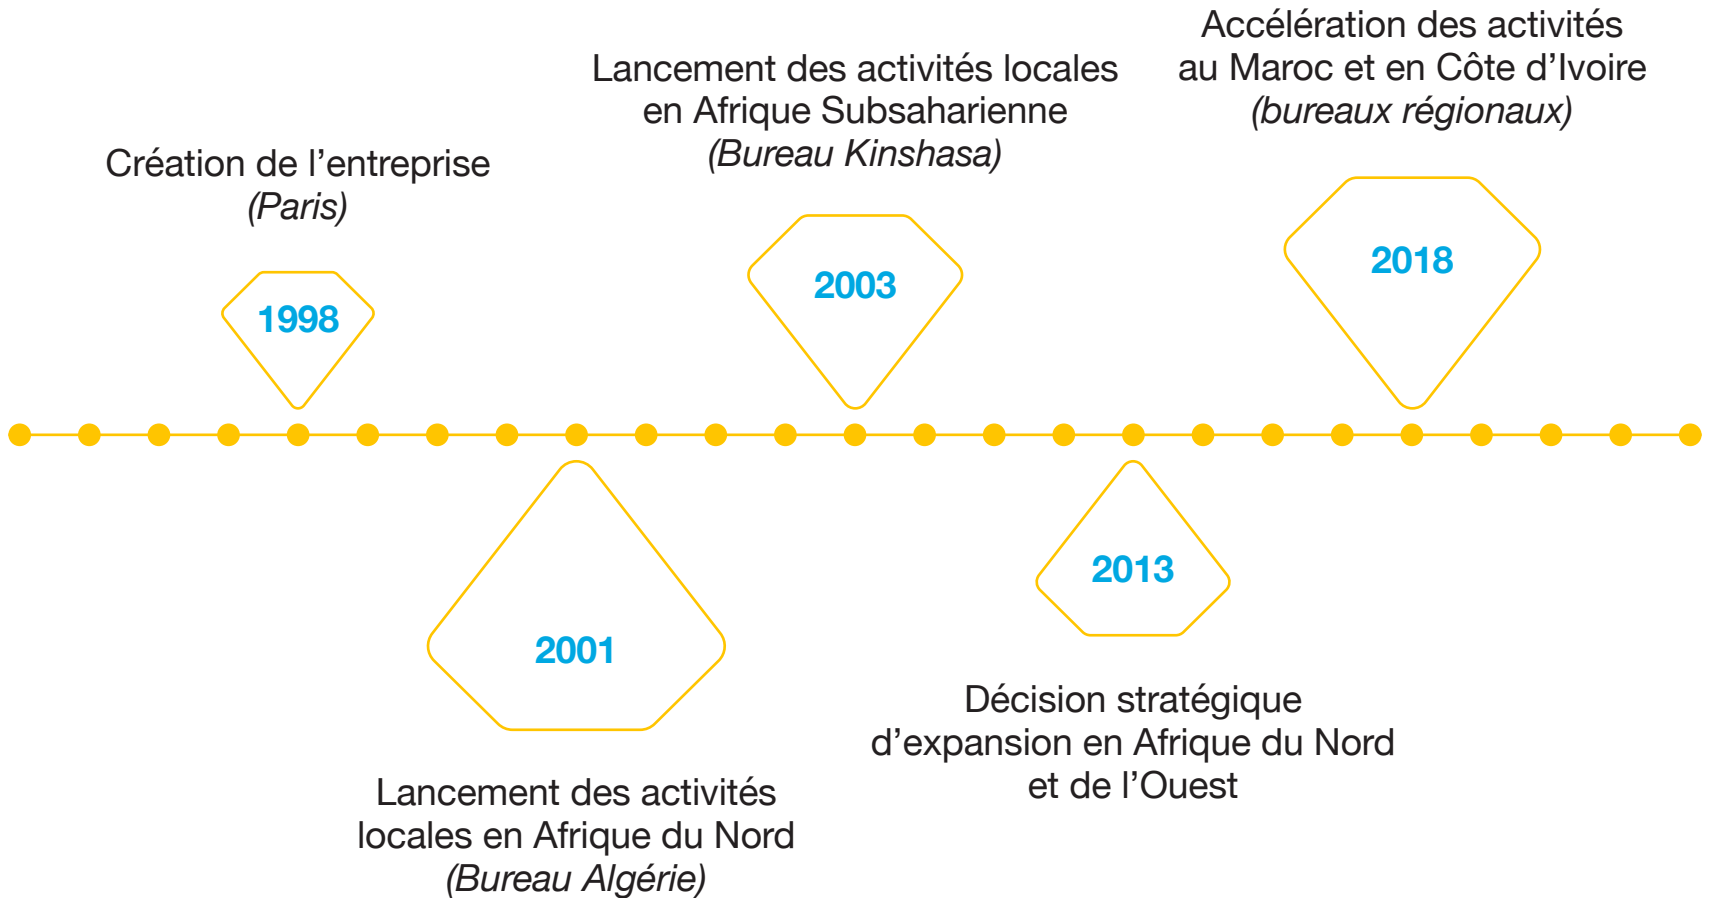 Création de l’entreprise
(Paris)
1998
2001
Lancement des activités
locales en Afrique du Nord
(Bureau Algérie)
Lancement des activités locales
en Afrique Subsaharienne
(Bureau Kinshasa)
2003
2013
Décision stratégique
d’expansion en Afrique du Nord
et de l’Ouest
Accélération des activités
au Maroc et en Côte d’Ivoire
(bureaux régionaux)
2018